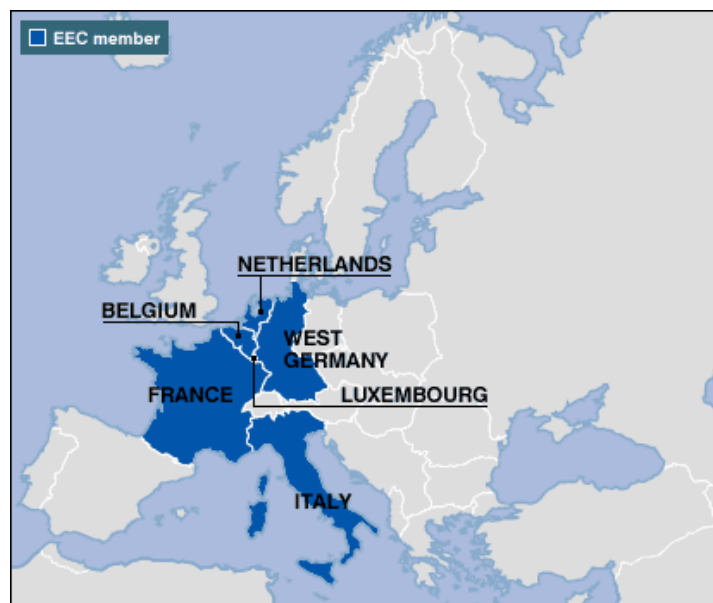 EEC member
NETHERLANDS
BELGIUM
WEST
GERMANY
FRANCE
LUXEMBOURG
ITALY